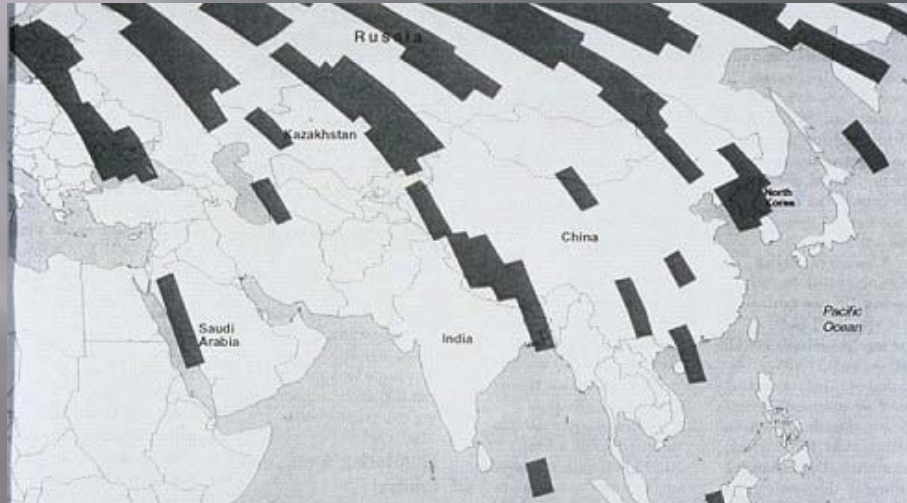 Russia
Kazakhstan
North
Korea
China
Saudi
Arabia
India
Pacific
Ocean